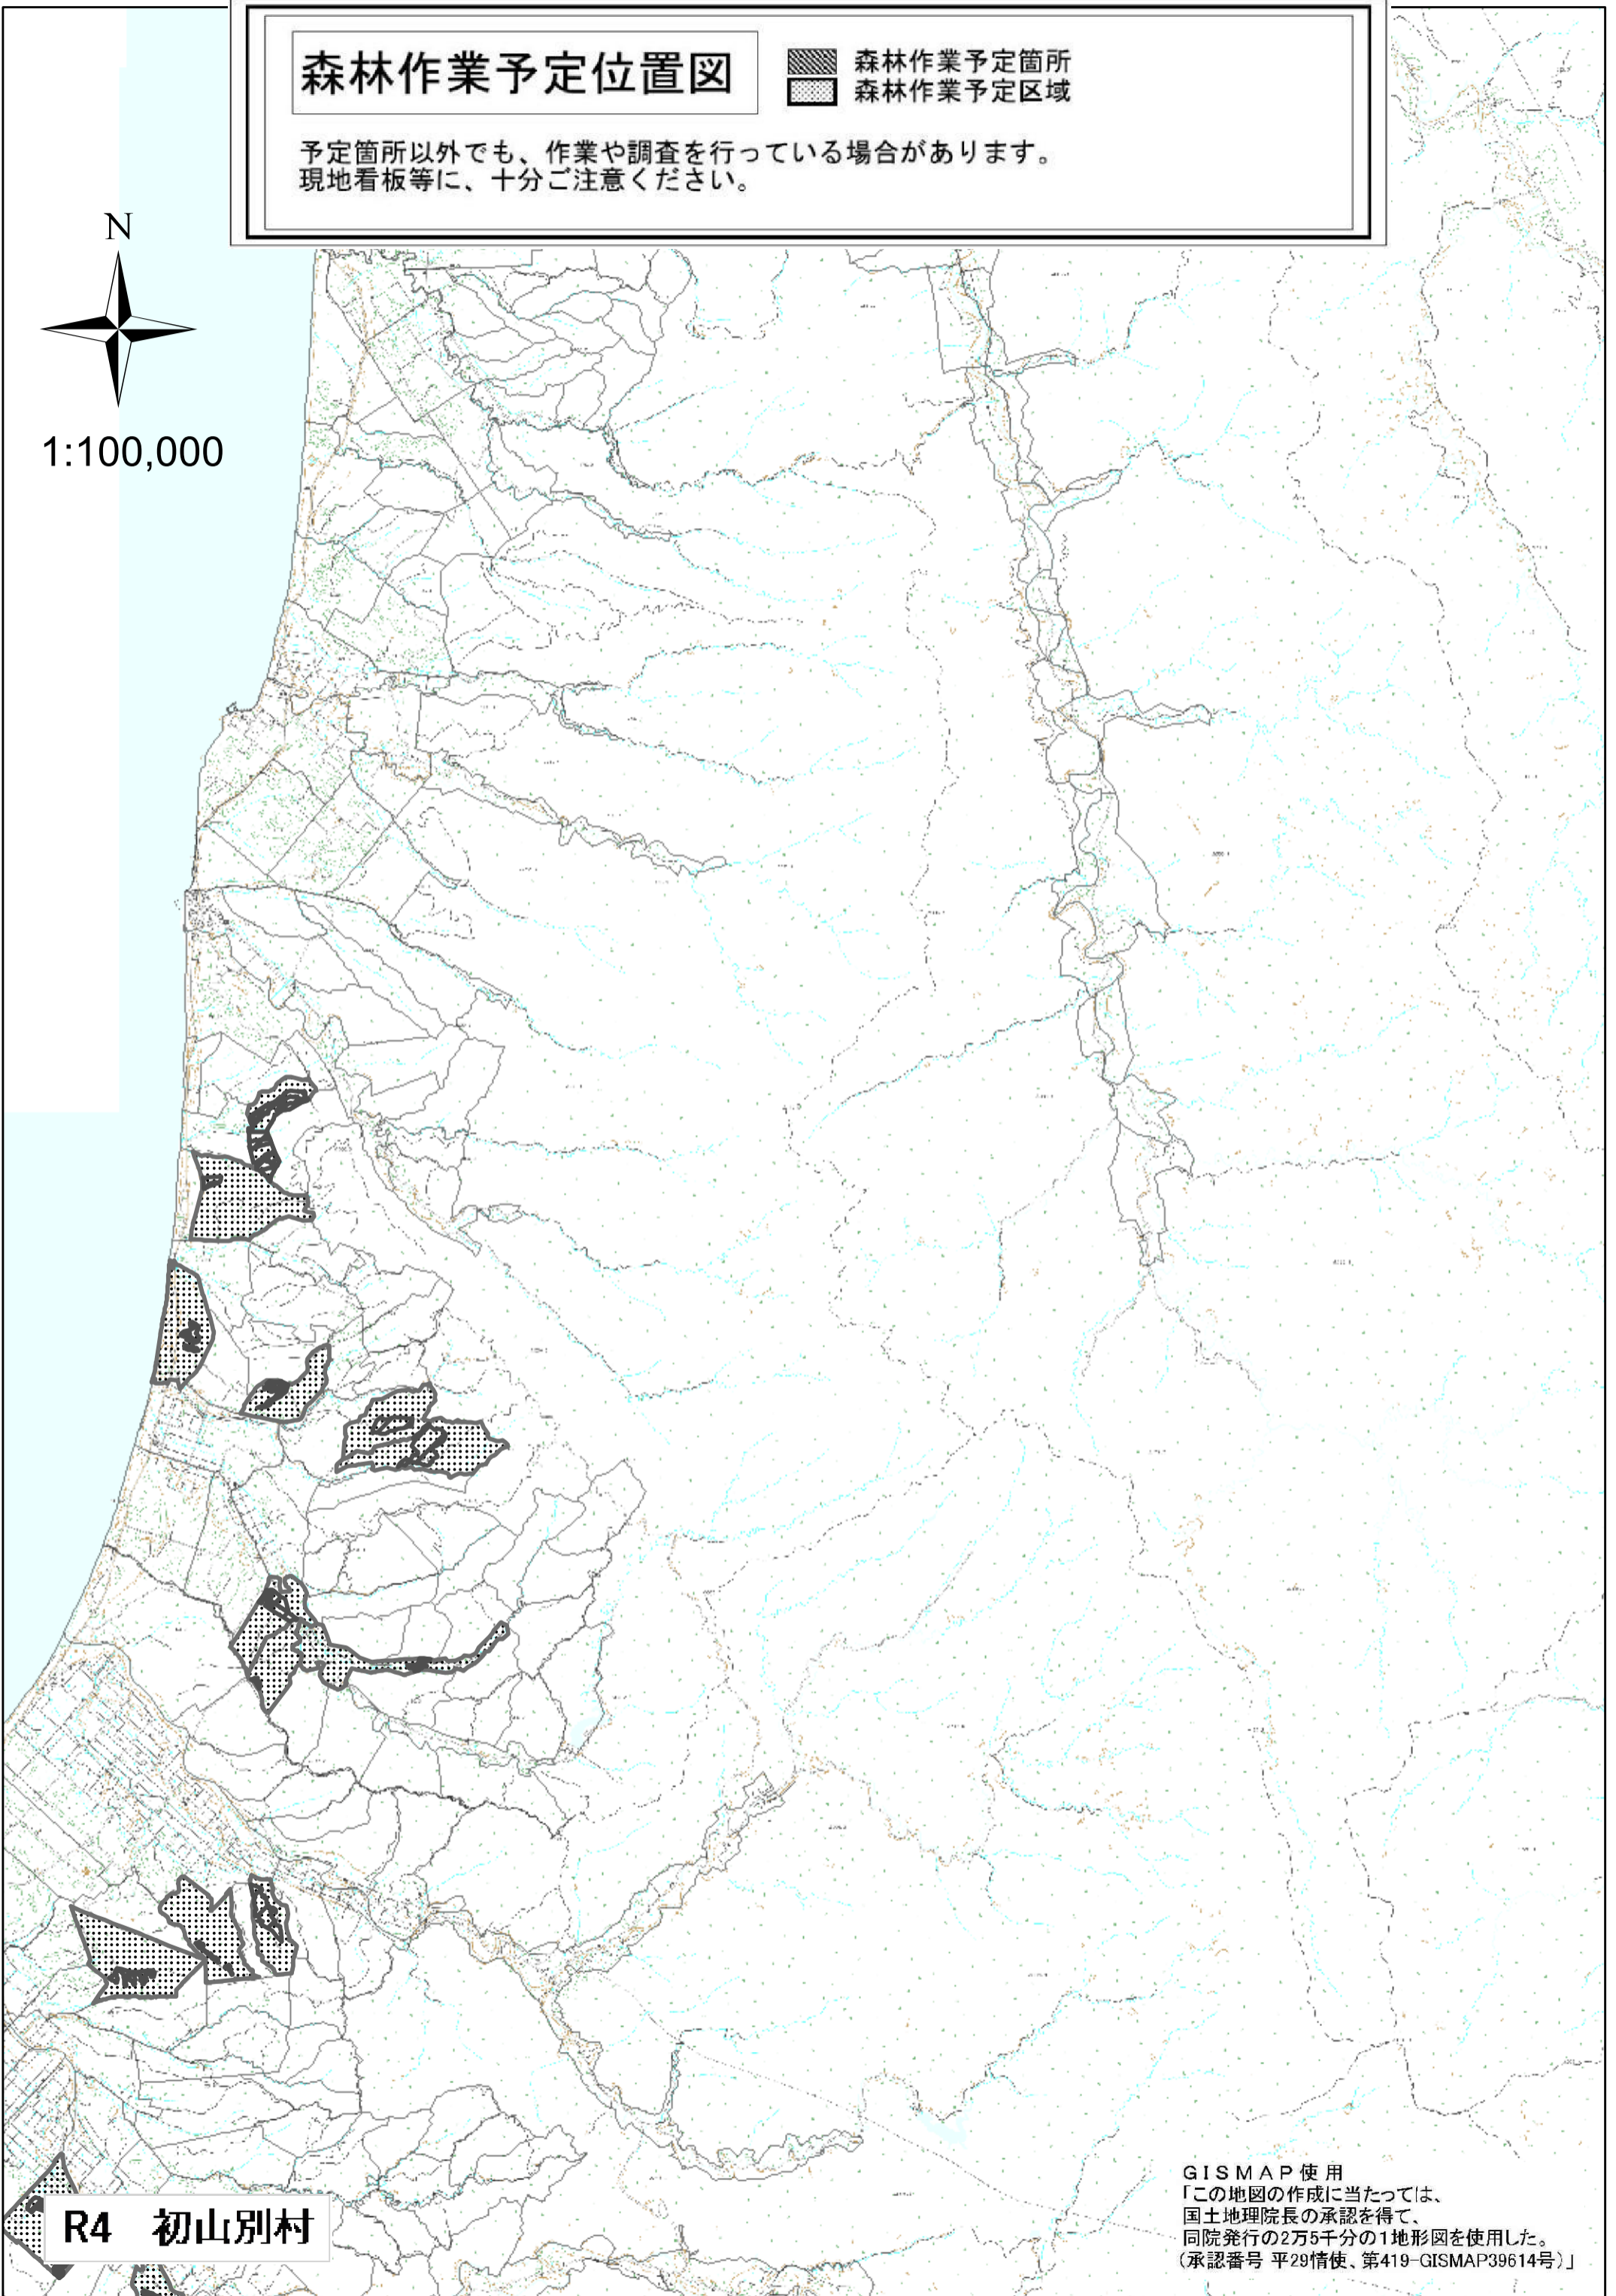 森林作業予定位置図
森林作業予定箇所
森林作業予定区域
予定箇所以外でも、作業や調査を行っている場合があります。
現地看板等に、十分ご注意ください。
N
1:100,000
R4　初山別村
ＧＩＳＭＡＰ使用
「この地図の作成に当たっては、
国土地理院長の承認を得て、
同院発行の2万5千分の1地形図を使用した。
（承認番号 平29情使、第419-GISMAP39614号）」